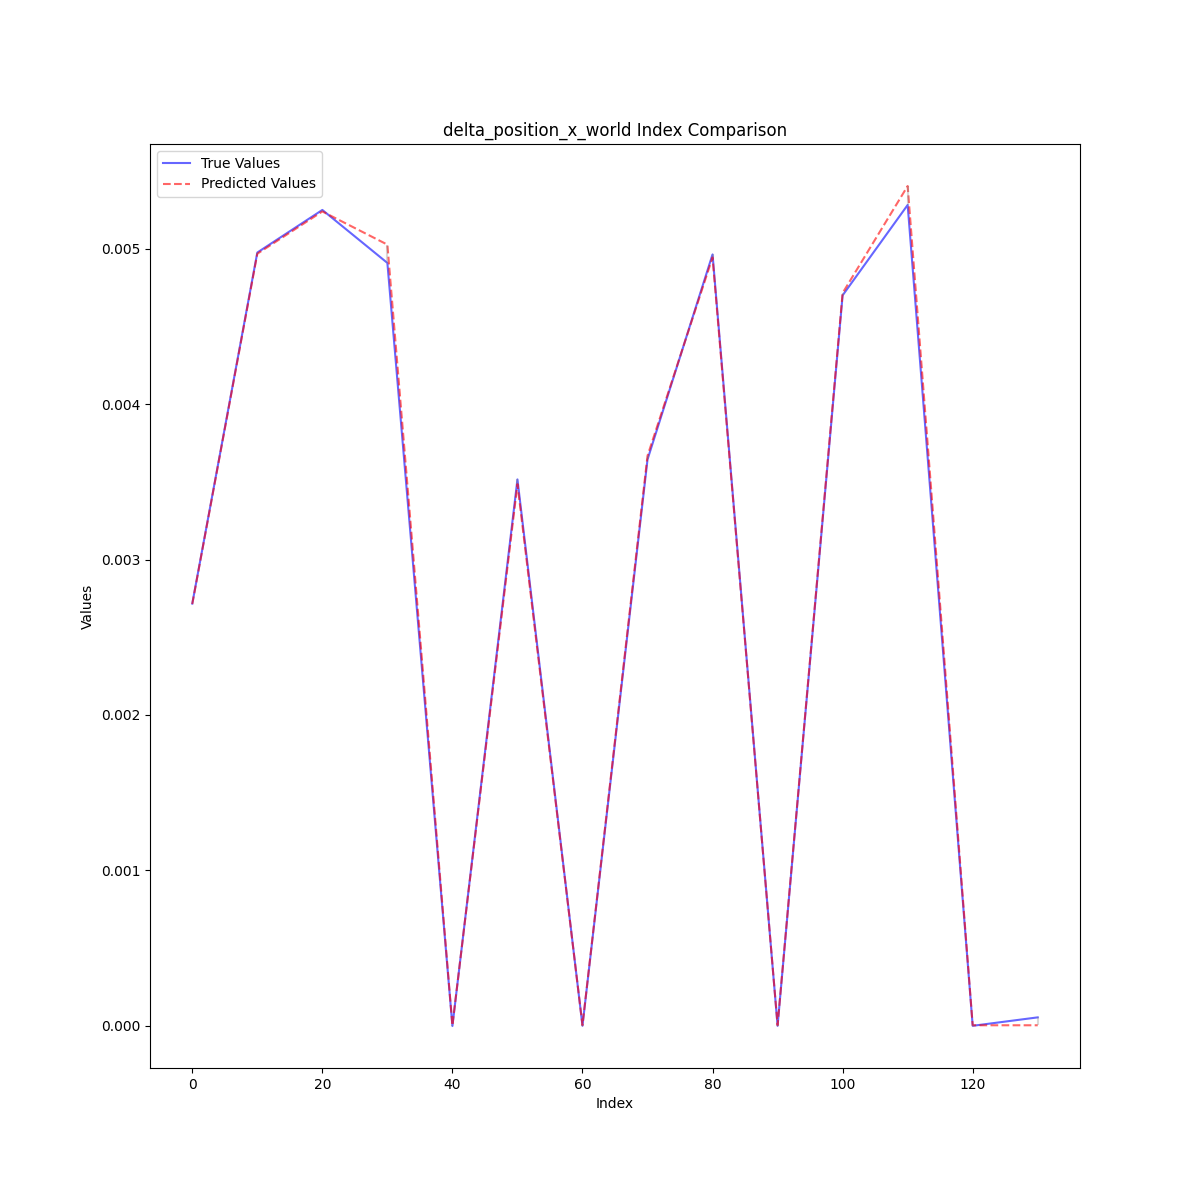 delta_position_x_world Index Comparison
True Values
Predicted Values
0.005
0.004
0.003
0.002
0.001
0.000
Values
0 20 40 60 80 100 120
Index